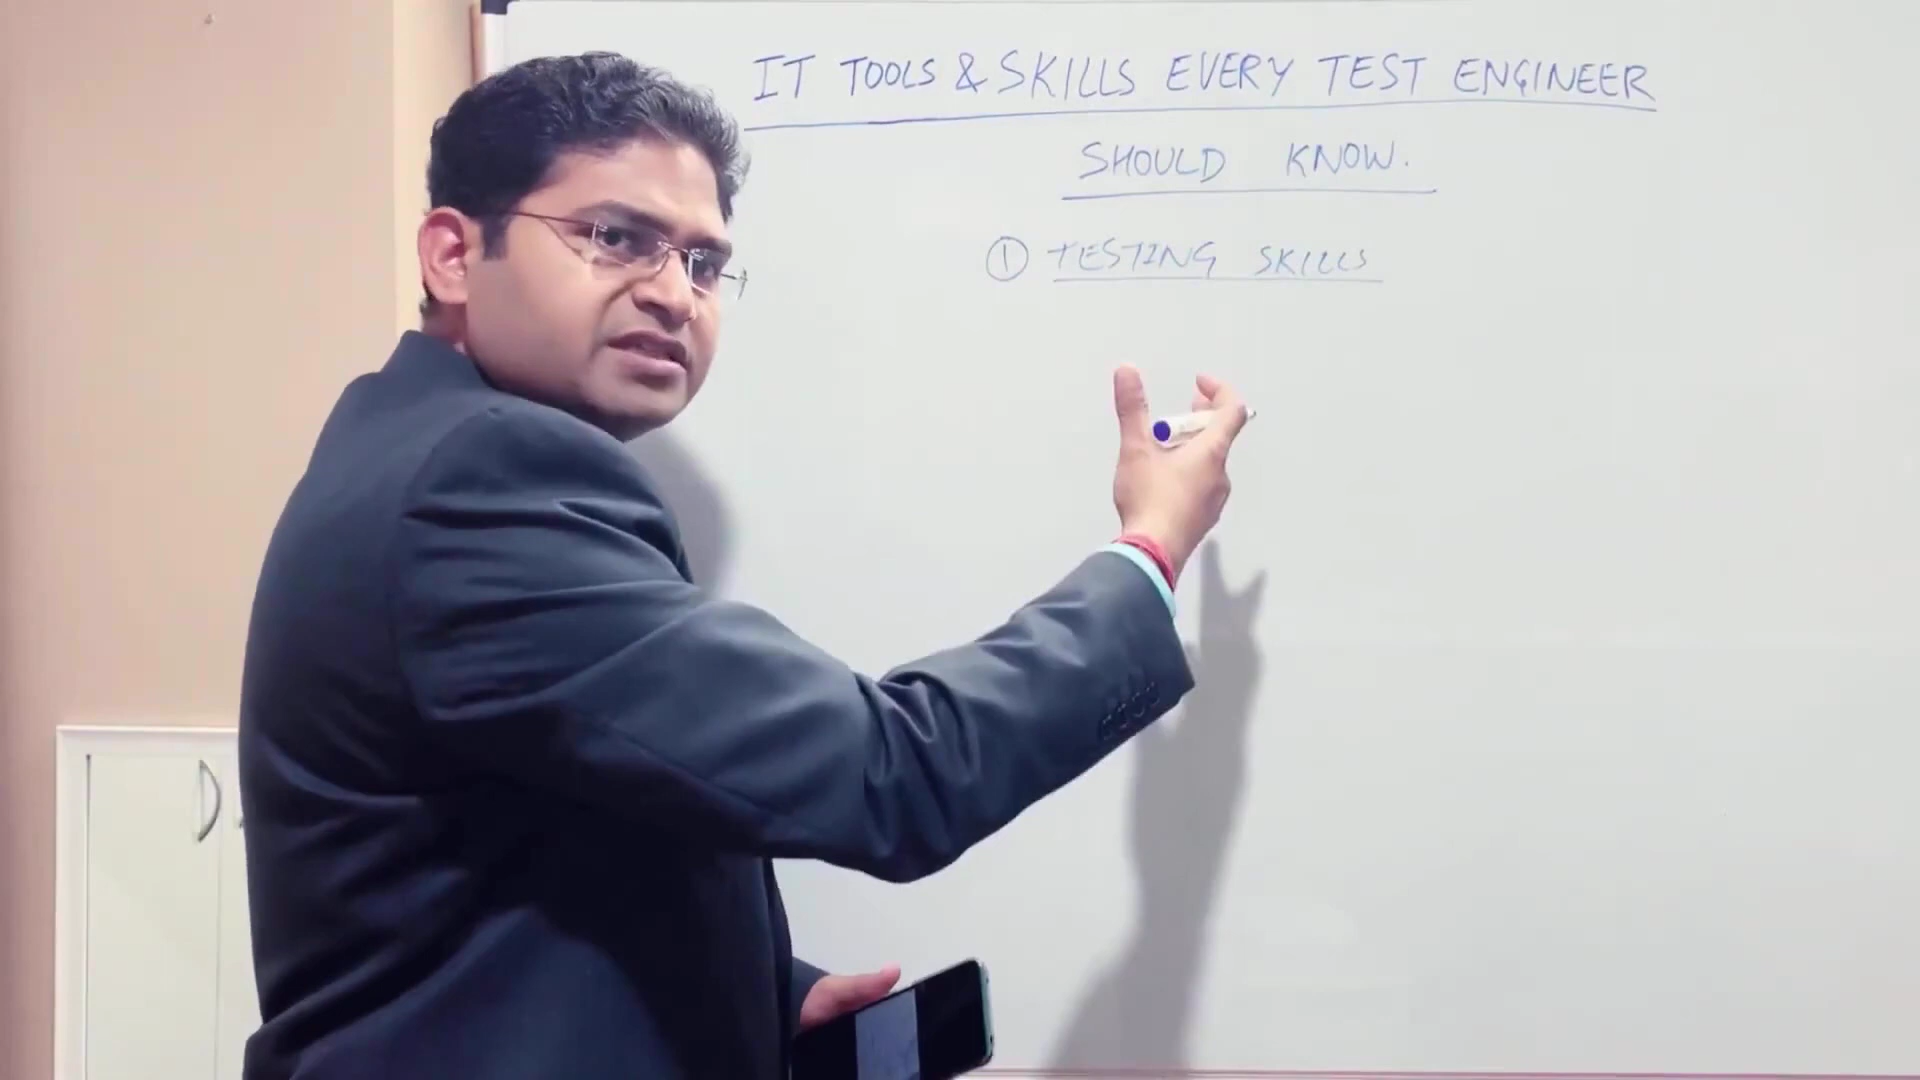 IT TOOLS & SKILLS EVERY TEST ENGINEER
SHOULD KNOW.
① TESTING SKILLS